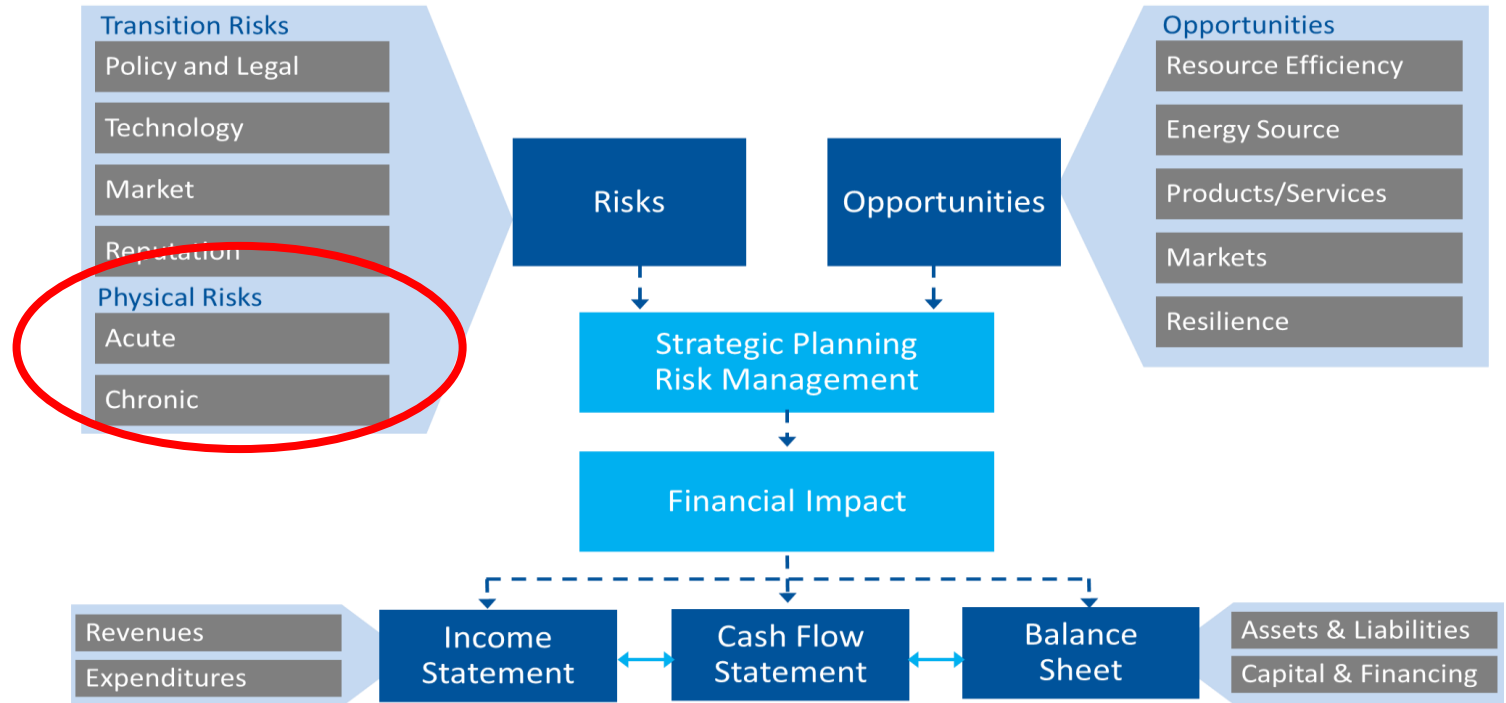 Transition Risks
Policy and Legal
Technology
Market
Reputation
Physical Risks
Acute
Chronic
Risks
Opportunities
Opportunities
Resource Efficiency
Energy Source
Products/Services
Markets
Resilience
Strategic Planning
Risk Management
Financial Impact
Revenues
Expenditures
Income
Statement
Cash Flow
Statement
Balance
Sheet
Assets & Liabilities
Capital & Financing